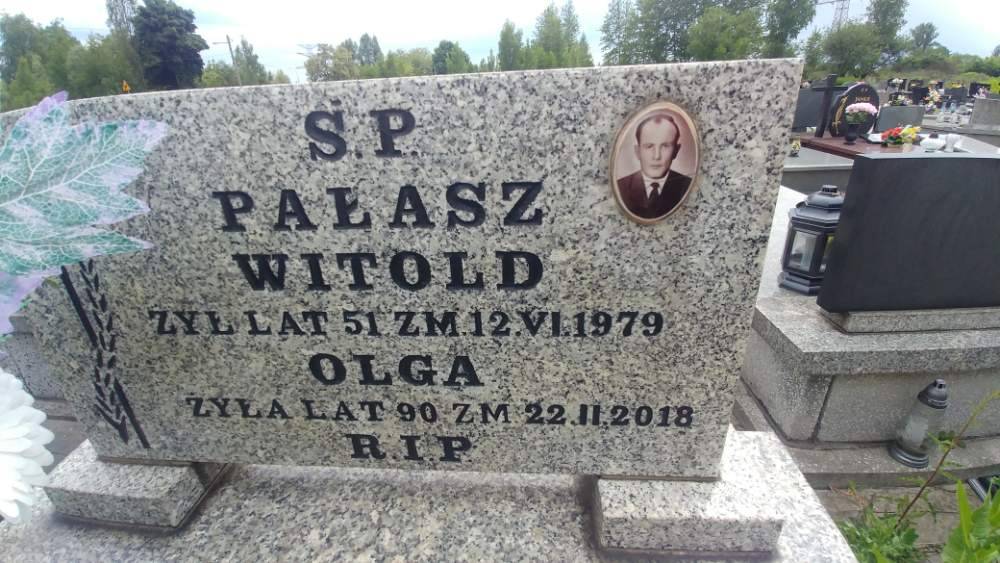 Ś.P.
PAŁASZ
WITOLD
ŻYŁ LAT 51 ZM. 12.VI.1979
OLGA
ŻYŁA LAT 90 ZM 22.II.2018
R I P